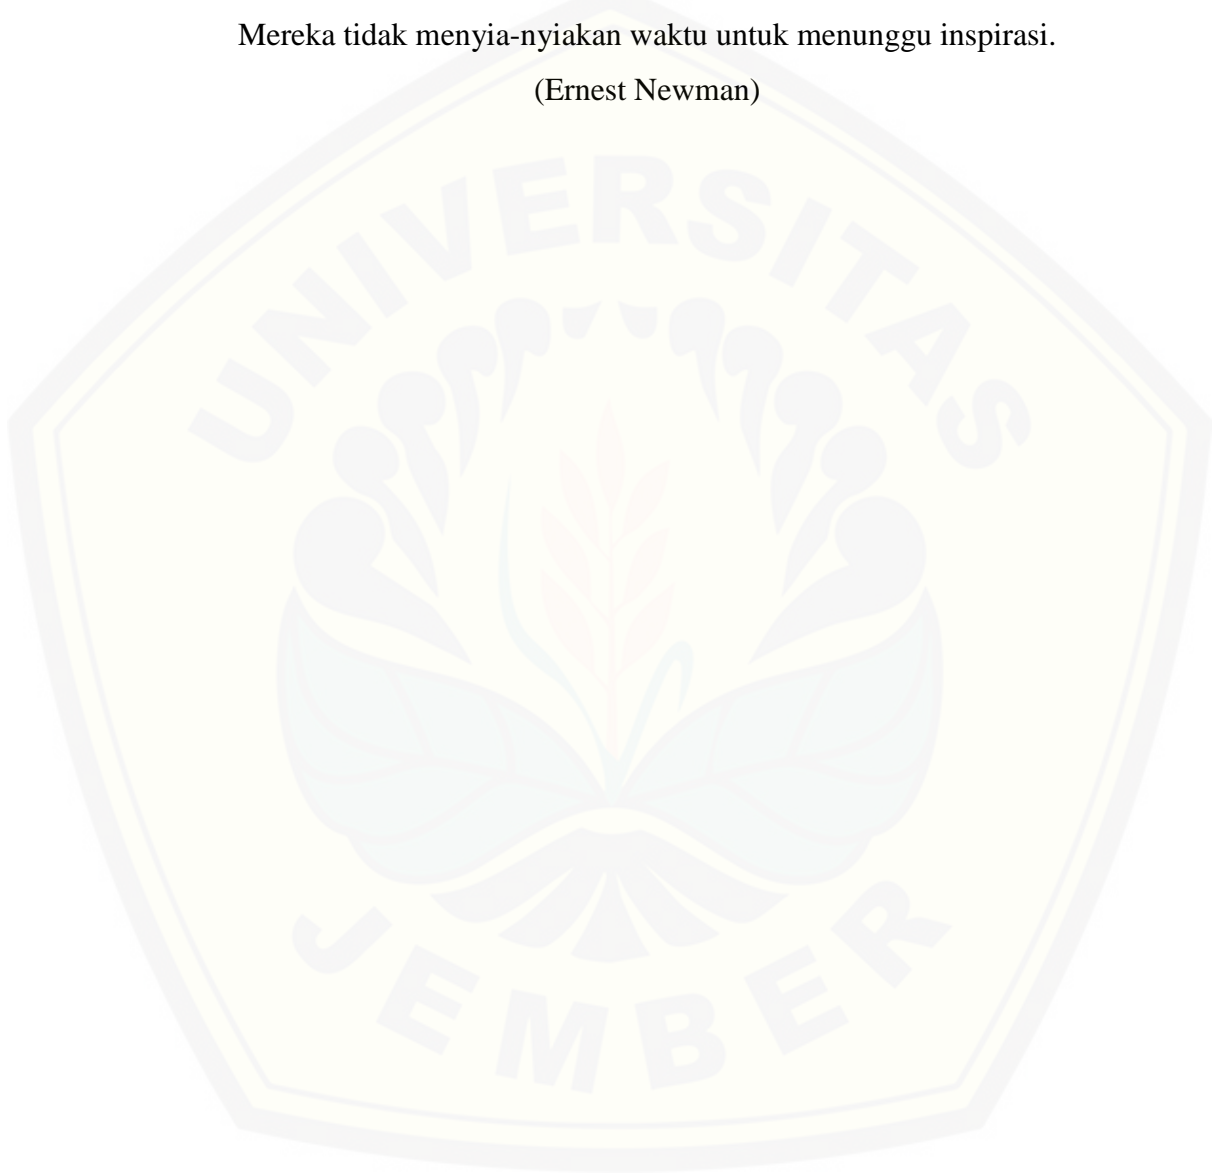 Mereka tidak menyia-nyiakan waktu untuk menunggu inspirasi.
(Ernest Newman)
UNIVERSITAS
JEMBER